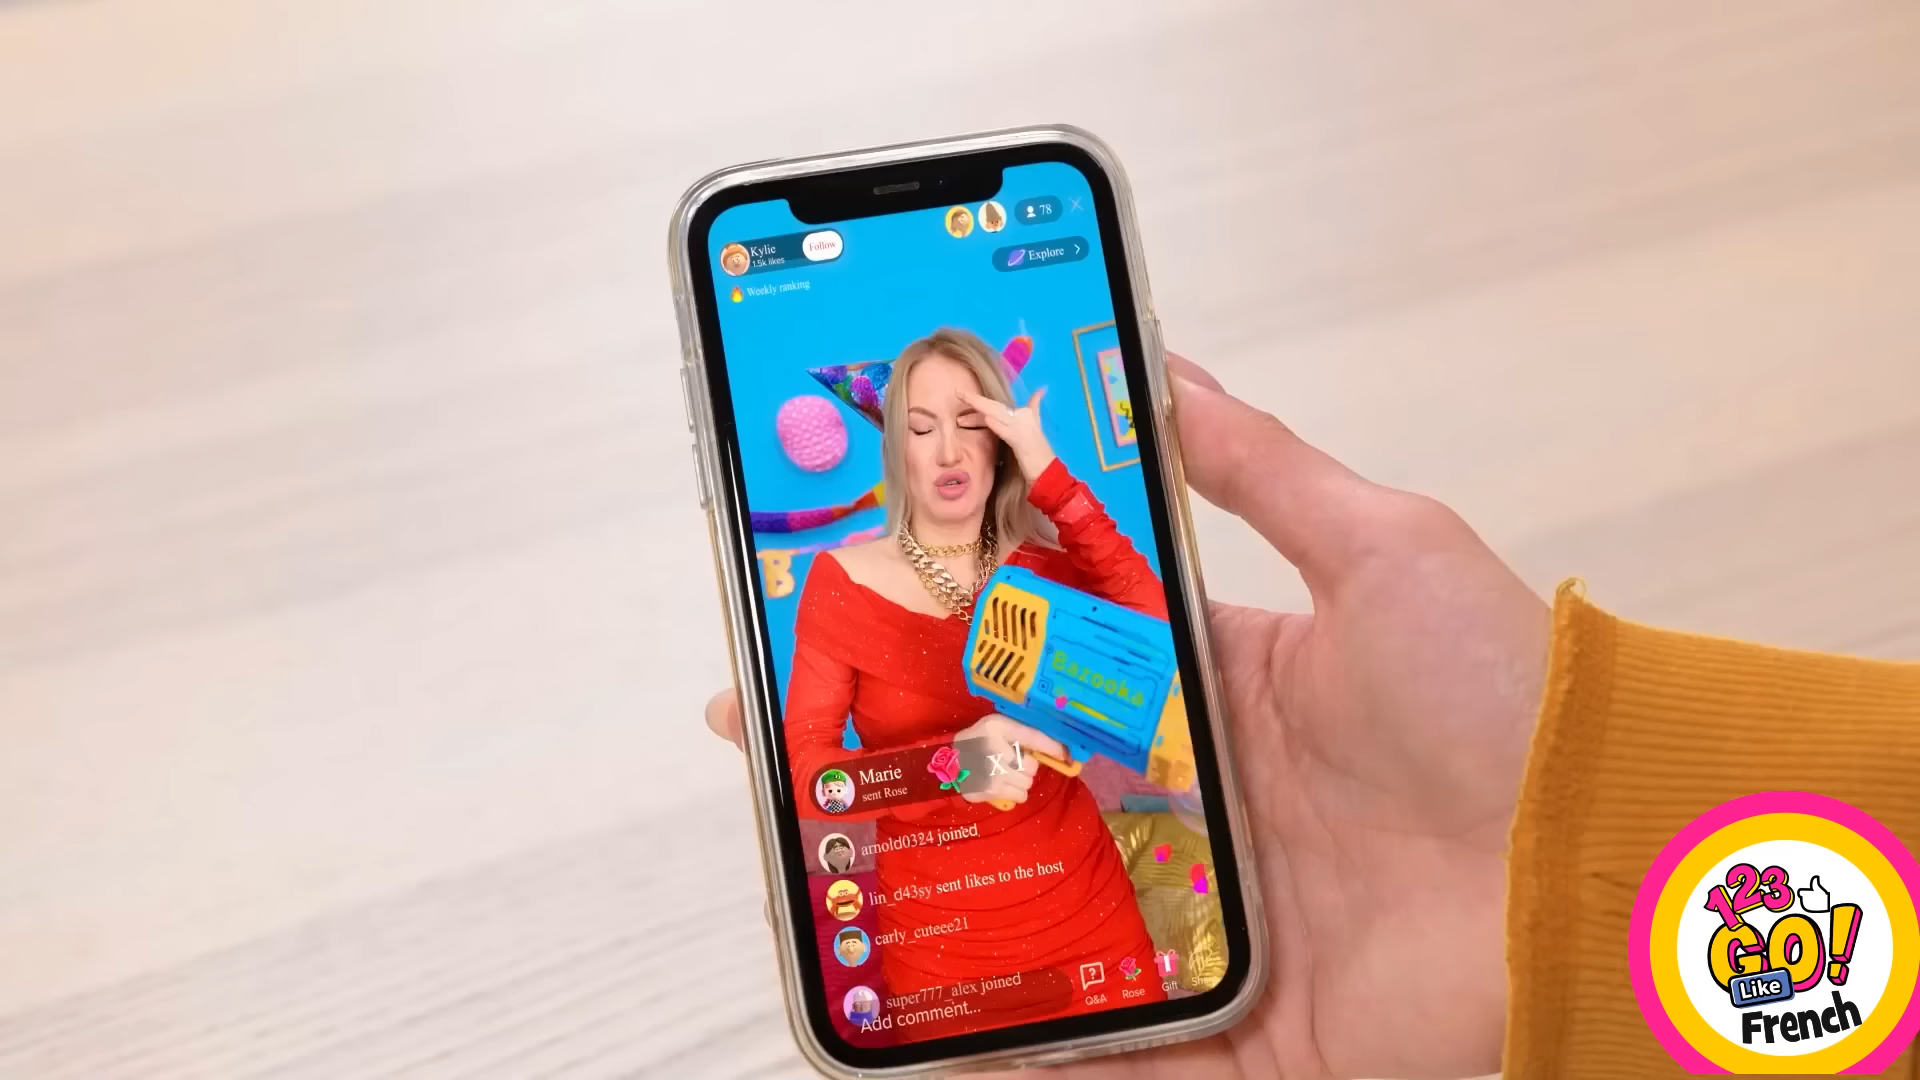 78
Kylie
1.5k likes
Follow
Explore
Weekly ranking
B
Bazooka
Marie
sent Rose
x1
arnold0324 joined
lin_d43sy sent likes to the host
carly_cuteee21
super777_alex joined
Add comment...
Q&A
Rose
Gift
123
GO!
Like
French